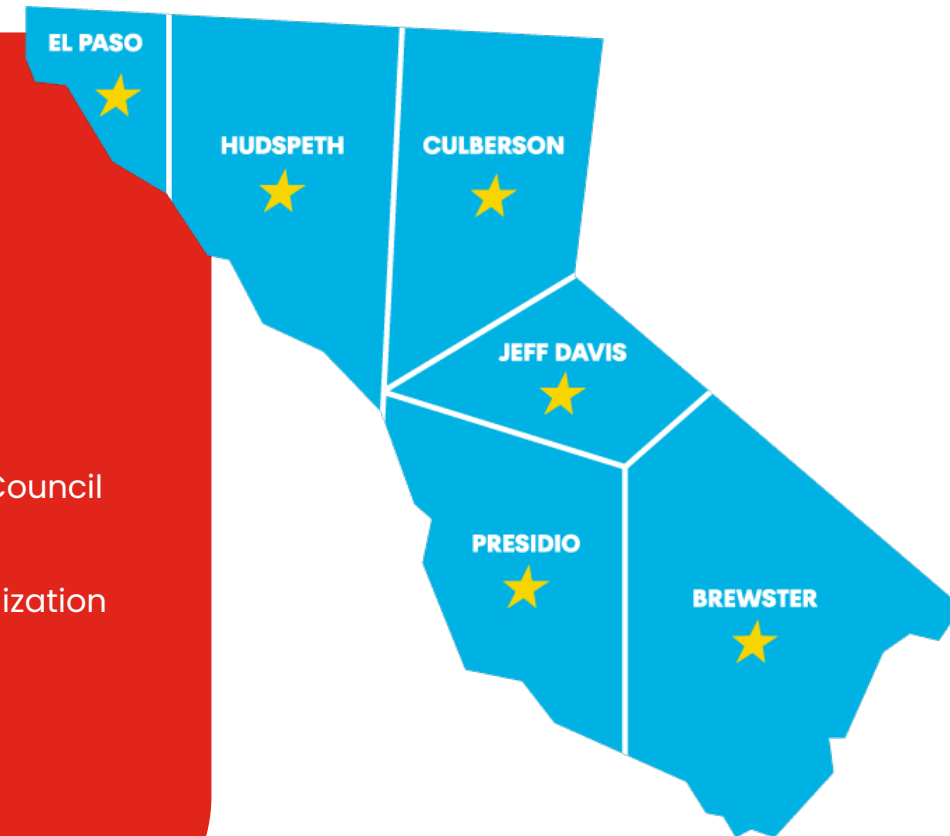 EL PASO
HUDSPETH
CULBERSON
JEFF DAVIS
Council
PRESIDIO
BREWSTER
ization